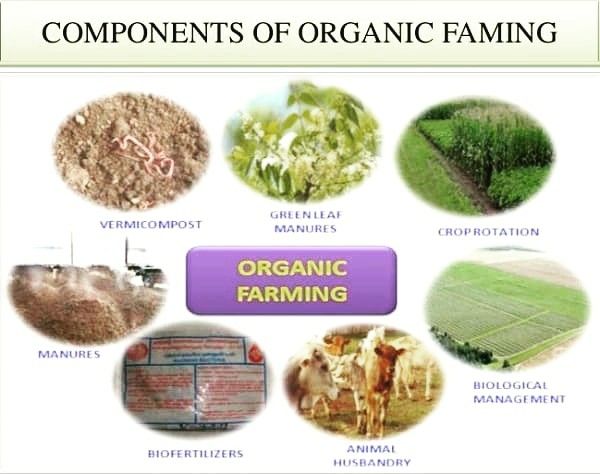 COMPONENTS OF ORGANIC FAMING
VERMICOMPOST
GREEN LEAF
MANURES
CROP ROTATION
ORGANIC
FARMING
MANURES
BIOLOGICAL
MANAGEMENT
BIOFERTILIZERS
ANIMAL
HUSBANDRY